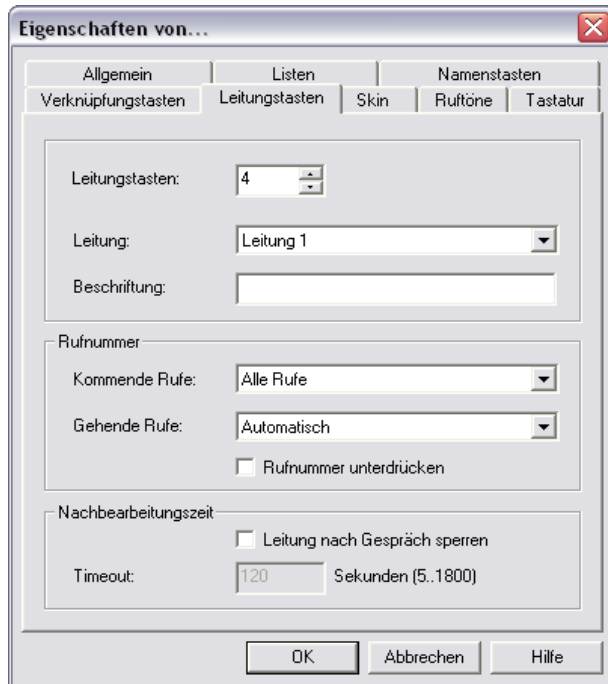 Eigenschaften von...
Allgemein Listen Namenstasten
Verknüpfungstasten Leitungstasten Skin Ruftöne Tastatur
Leitungstasten: 4
Leitung: Leitung 1
Beschriftung:
Rufnummer
Kommende Rufe: Alle Rufe
Gehende Rufe: Automatisch
Rufnummer unterdrücken
Nachbearbeitungszeit
Leitung nach Gespräch sperren
Timeout: 120 Sekunden (5..1800)
OK Abbrechen Hilfe